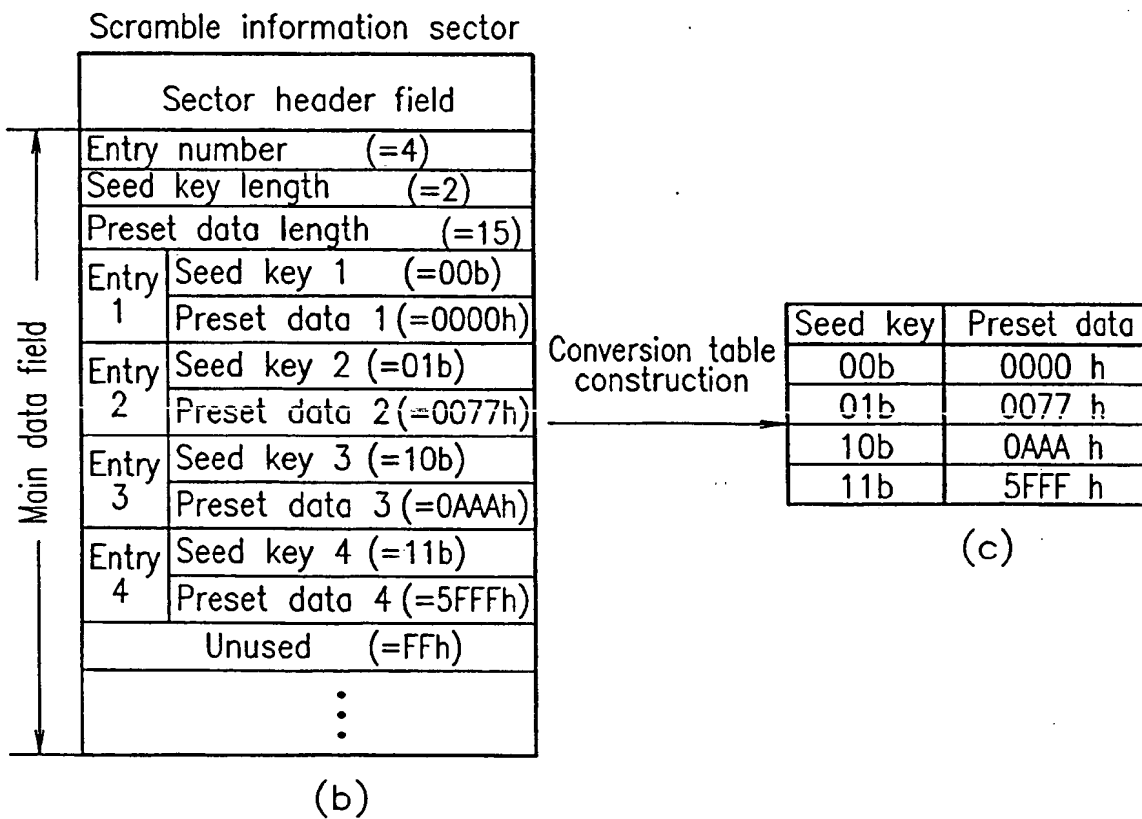 Scramble information sector
Sector header field
Main data field
Entry number (=4)
Seed key length (=2)
Preset data length (=15)
Entry 1
Seed key 1 (=00b)
Preset data 1 (=0000h)
Entry 2
Seed key 2 (=01b)
Preset data 2 (=0077h)
Entry 3
Seed key 3 (=10b)
Preset data 3 (=0AAAh)
Entry 4
Seed key 4 (=11b)
Preset data 4 (=5FFFh)
Unused (=FFh)
(b)
Conversion table
construction
Seed key Preset data
00b 0000 h
01b 0077 h
10b 0AAA h
11b 5FFF h
(c)